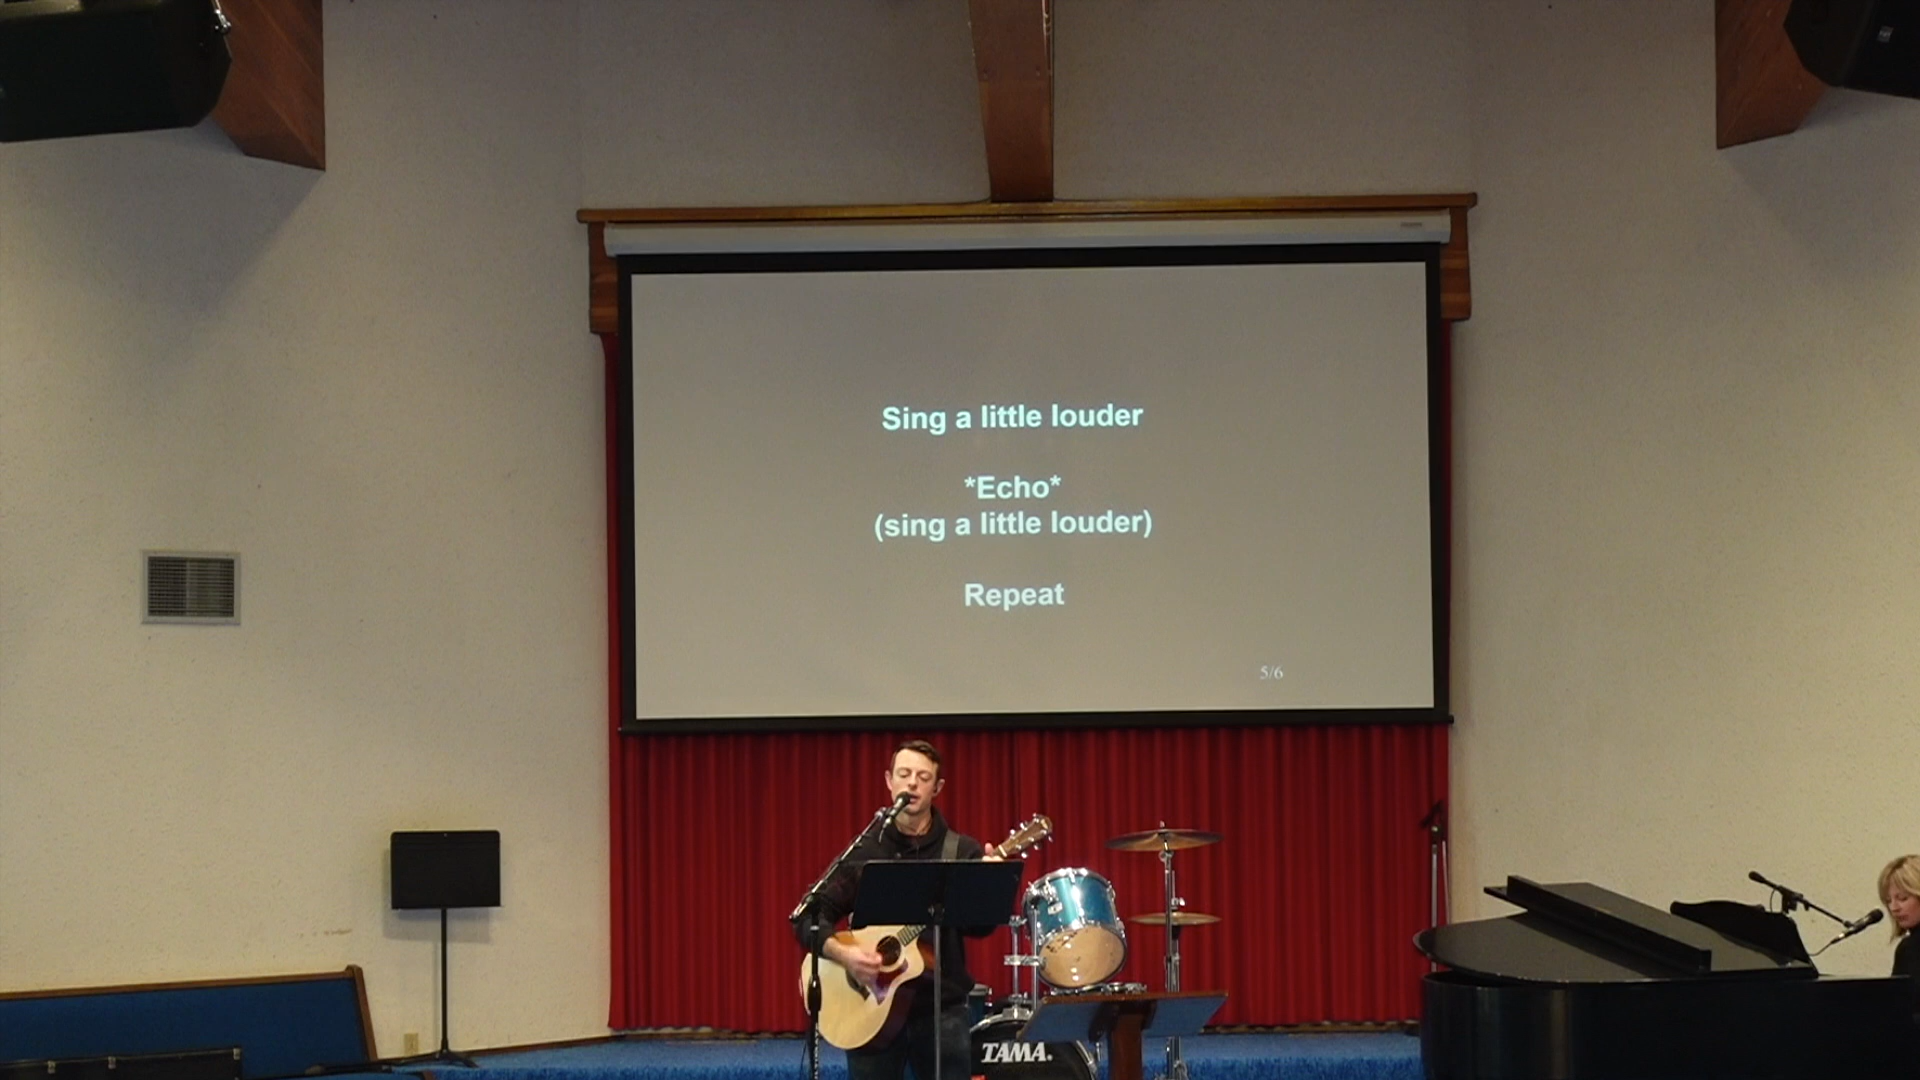 Sing a little louder
*Echo*
(sing a little louder)
Repeat
5/6
TAMA.